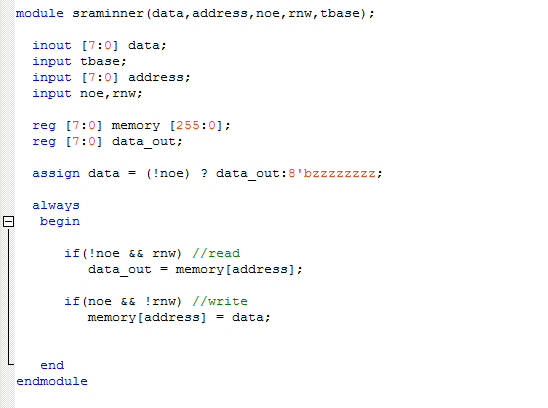 module sraminner(data,address,noe,rnw,tbase);
inout [7:0] data;
input tbase;
input [7:0] address;
input noe,rnw;
reg [7:0] memory [255:0];
reg [7:0] data_out;
assign data = (!noe) ? data_out:8'bzzzzzzzz;
always
begin
if(!noe && rnw) //read
data_out = memory[address];
if(noe && !rnw) //write
memory[address] = data;
end
endmodule